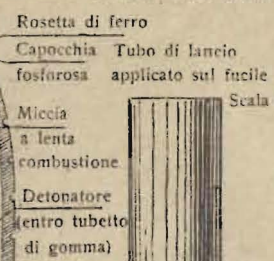 Rosetta di ferro
Capocchia
fosforosa
Tubo di lancio
applicato sul fucile
Scala
Miccia
a lenta
combustione
Detonatore
(entro tubetto
di gomma)